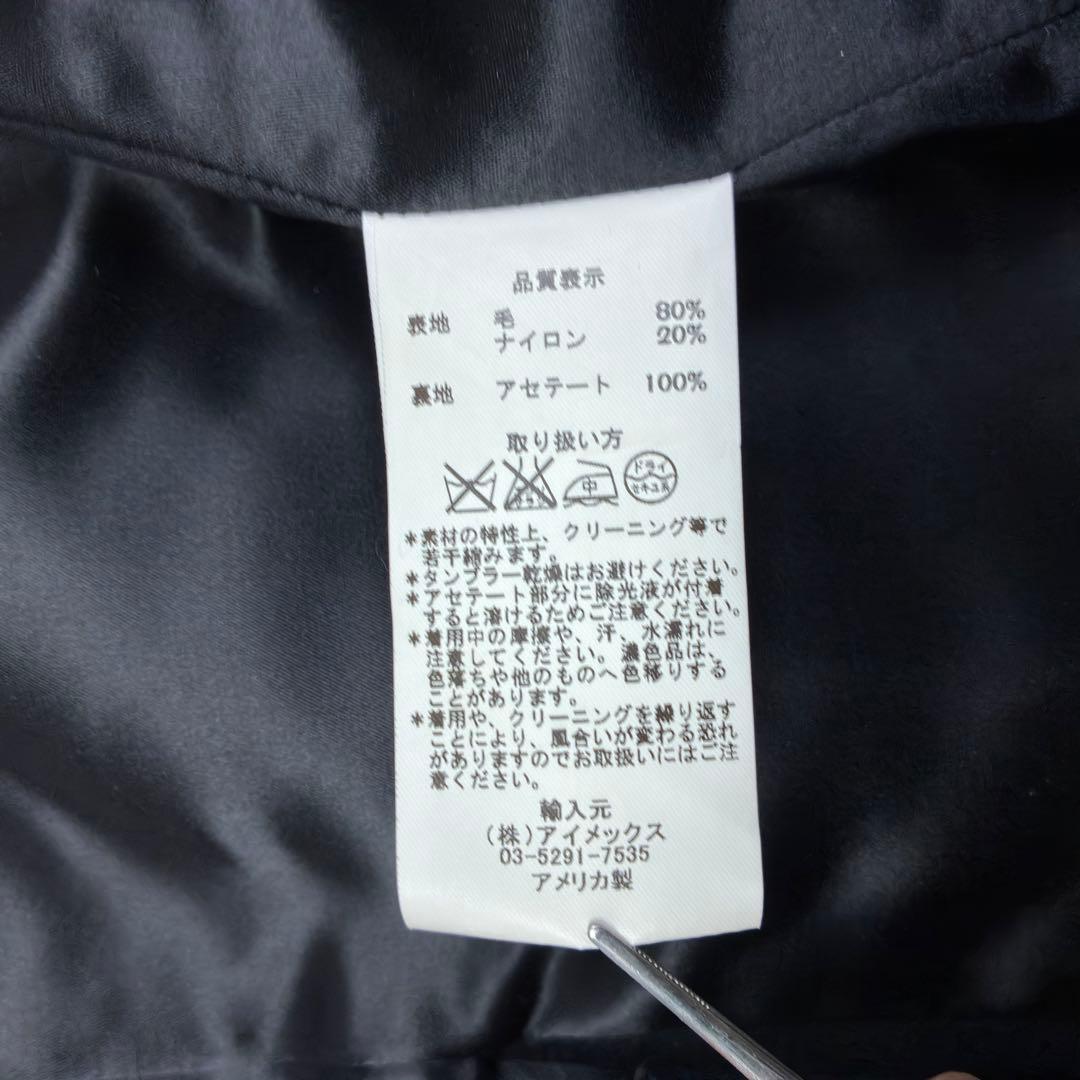 品質表示
表地 毛 80%
ナイロン 20%
裏地 アセテート 100%
取り扱い方
中 ドライ
セキユ系
*素材の特性上、クリーニング等で
若干縮みます。
*タンブラー乾燥はお避けください。
*アセテート部分に除光液が付着
すると溶けるためご注意ください。
*着用中の摩擦や、汗、水濡れに
注意してください。濃色品は、
色落ちや他のものへ色移りする
ことがあります。
*着用や、クリーニングを繰り返す
ことにより、風合いが変わる恐れ
がありますのでお取扱いにはご注
意ください。
輸入元
(株)アイメックス
03-5291-7535
アメリカ製